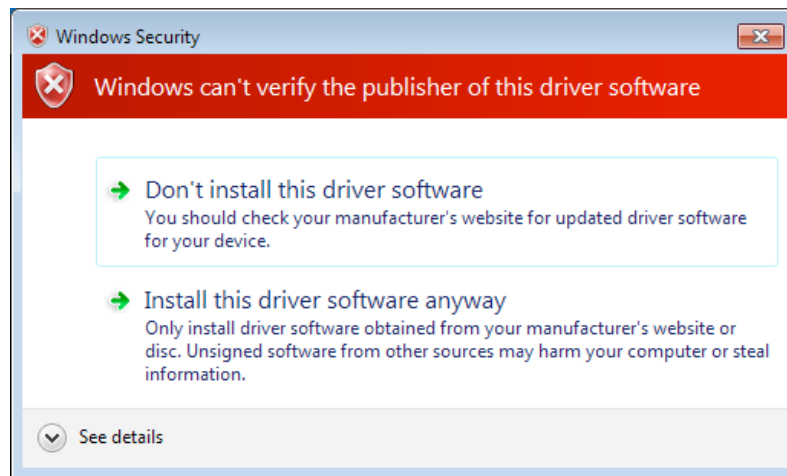 Windows Security
Windows can't verify the publisher of this driver software
Don't install this driver software
You should check your manufacturer's website for updated driver software
for your device.
Install this driver software anyway
Only install driver software obtained from your manufacturer's website or
disc. Unsigned software from other sources may harm your computer or steal
information.
See details